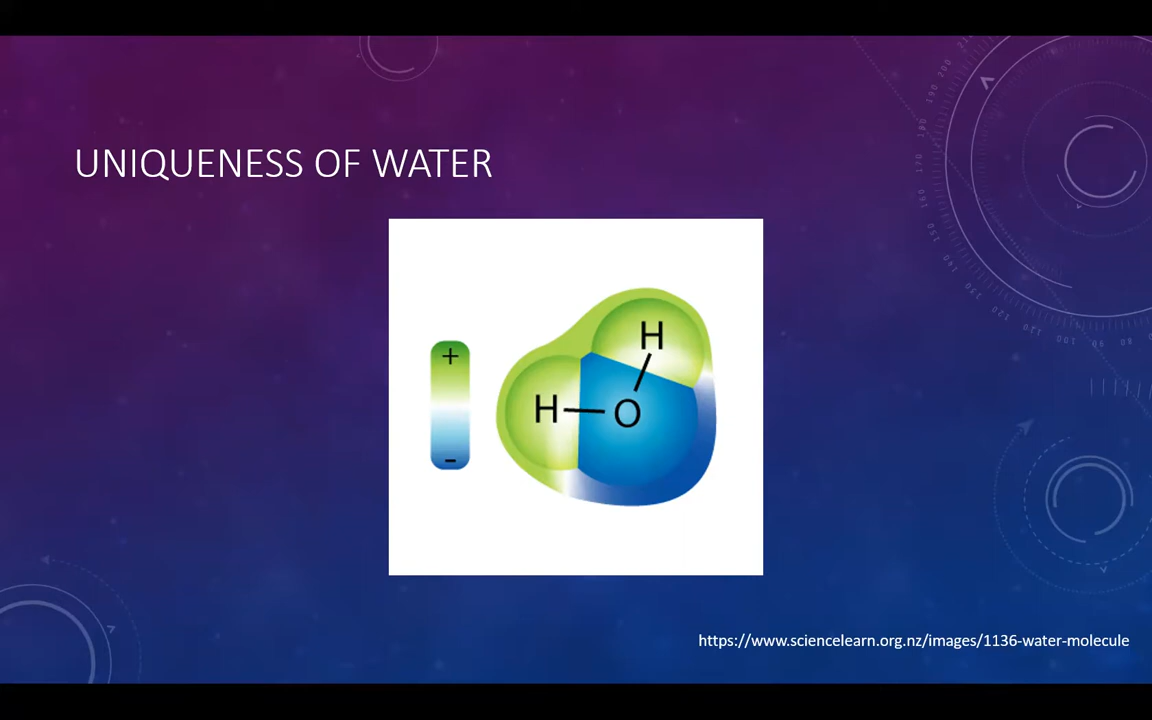 UNIQUENESS OF WATER
+
H
H
O
-
https://www.sciencelearn.org.nz/images/1136-water-molecule